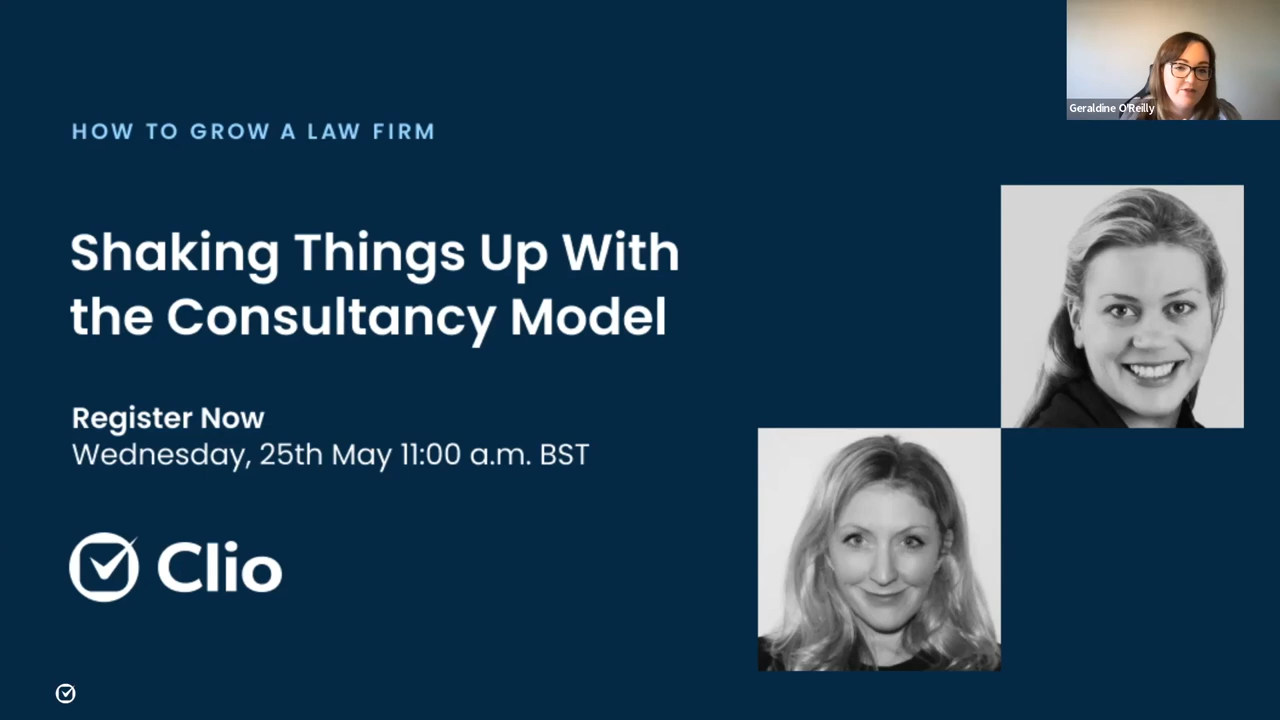 Geraldine O'Reilly
HOW TO GROW A LAW FIRM
Shaking Things Up With
the Consultancy Model
Register Now
Wednesday, 25th May 11:00 a.m. BST
Clio